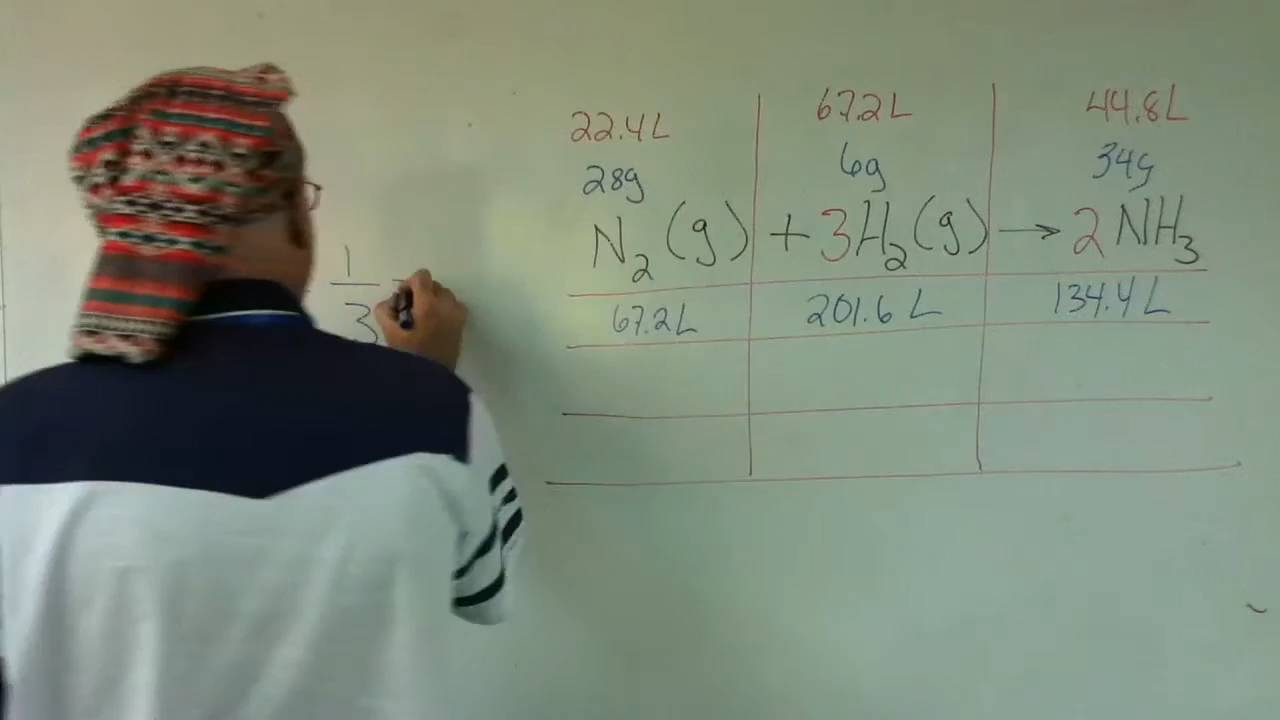 22.4L 67.2L 44.8L
28g 6g 34g
N₂(g) + 3H₂(g) → 2NH₃
67.2L 201.6 L 134.4 L
1
3